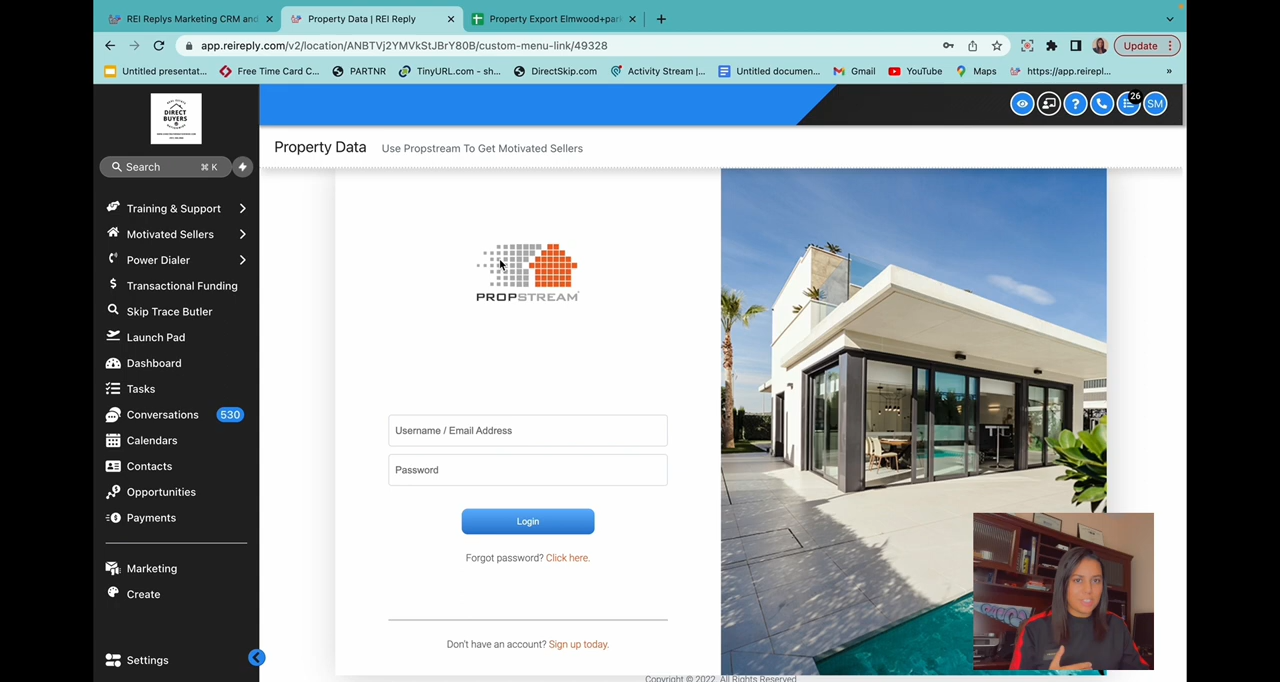 REI Replys Marketing CRM and
Property Data | REI Reply
Property Export Elmwood+par
app.reireply.com/v2/location/ANBTVj2YMVkStJBrY80B/custom-menu-link/49328
Update
Untitled presentat...
Free Time Card C...
PARTNR
TinyURL.com - sh...
DirectSkip.com
Activity Stream |...
Untitled documen...
Gmail
YouTube
Maps
https://app.reirepl...
»
DIRECT
BUYERS
Search
⌘ K
26
SM
Property Data
Use Propstream To Get Motivated Sellers
Training & Support
Motivated Sellers
Power Dialer
Transactional Funding
Skip Trace Butler
Launch Pad
Dashboard
Tasks
Conversations
530
Calendars
Contacts
Opportunities
Payments
Marketing
Create
Settings
PROPSTREAM
Username / Email Address
Password
Login
Forgot password? Click here.
Don't have an account? Sign up today.
Copyright © 2022. All Rights Reserved